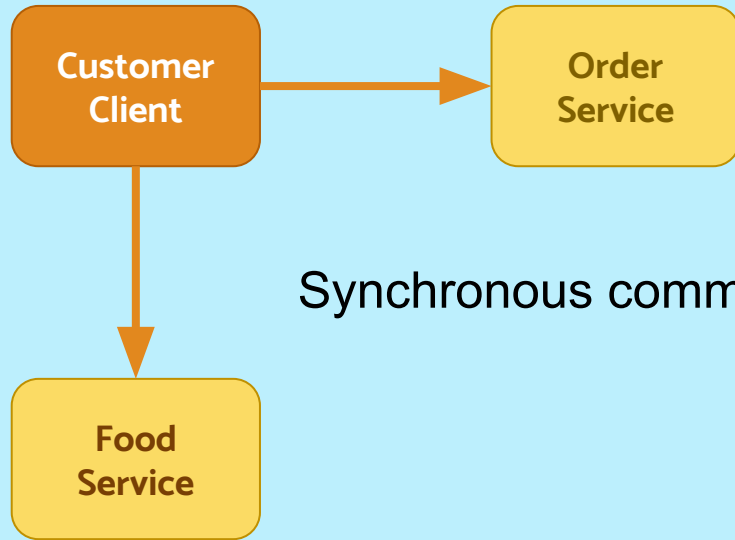 Customer
Client
Order
Service
Synchronous comm
Food
Service